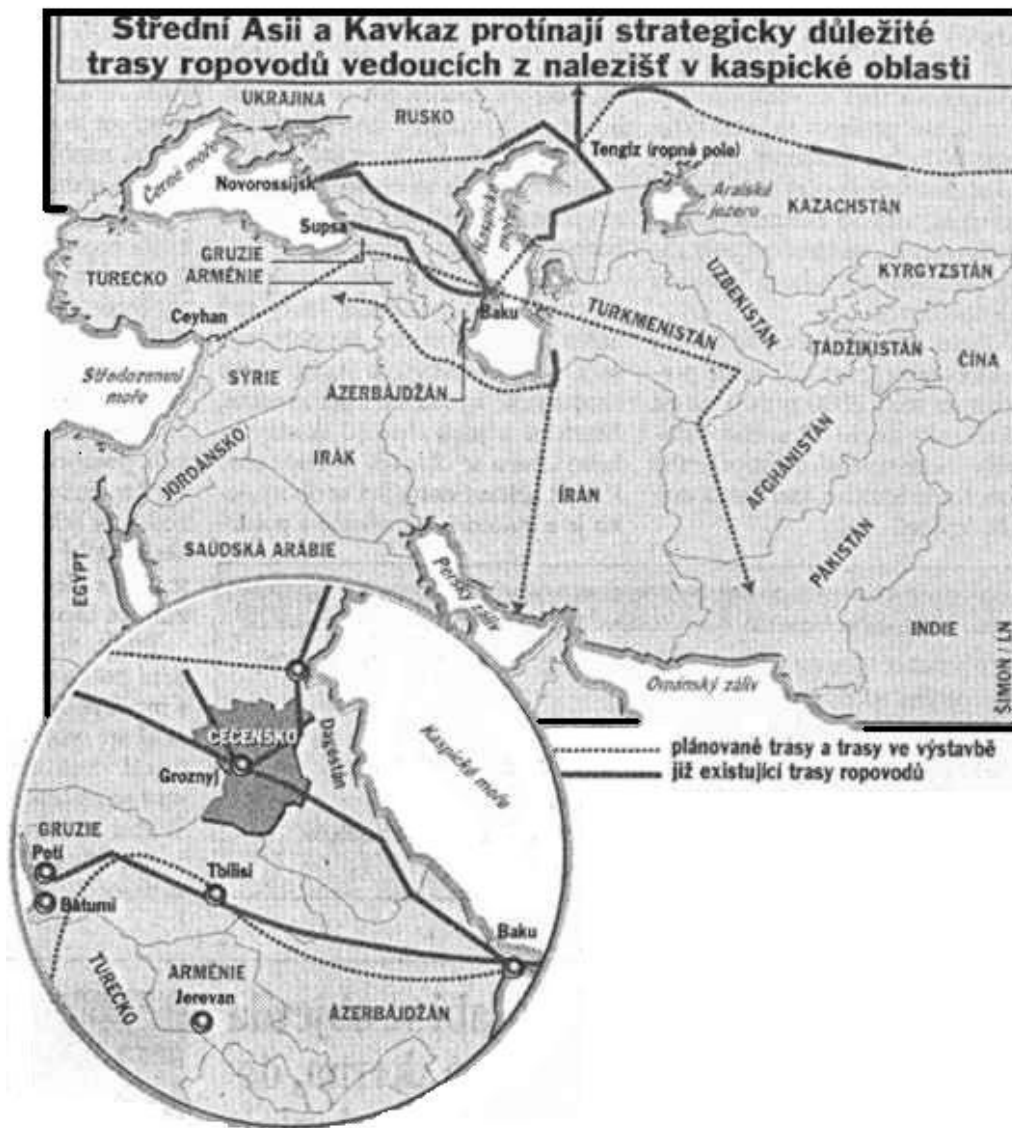 Střední Asii a Kavkaz protínají strategicky důležité
trasy ropovodů vedoucích z nalezišť v kaspické oblasti
UKRAJINA
RUSKO
Tengiz (ropné pole)
Černé moře
Novorossijsk
Kaspické
moře
Aralské
jezero
KAZACHSTÁN
Supsa
GRUZIE
ARMÉNIE
TURECKO
Ceyhan
Baku
UZBEKISTÁN
KYRGYZSTÁN
TURKMENISTÁN
TÁDŽIKISTÁN
ČÍNA
Středozemní
moře
SÝRIE
ÁZERBÁJDŽÁN
JORDÁNSKO
IRÁK
ÍRÁN
AFGHÁNISTÁN
PÁKISTÁN
EGYPT
SAÚDSKÁ ARÁBIE
Perský záliv
INDIE
Ománský záliv
ŠIMON / LN
plánované trasy a trasy ve výstavbě
již existující trasy ropovodů
ČEČENSKO
Groznyj
Dagestán
Kaspické moře
GRUZIE
Poti
Batumi
Tbilisi
Baku
TURECKO
ARMÉNIE
Jerevan
ÁZERBÁJDŽÁN